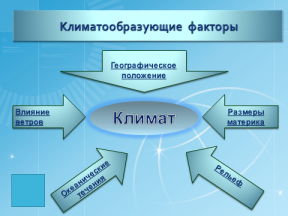 Климатообразующие факторы
Географическое
положение
Влияние
ветров
Климат
Размеры
материка
Океанические
течения
Рельеф